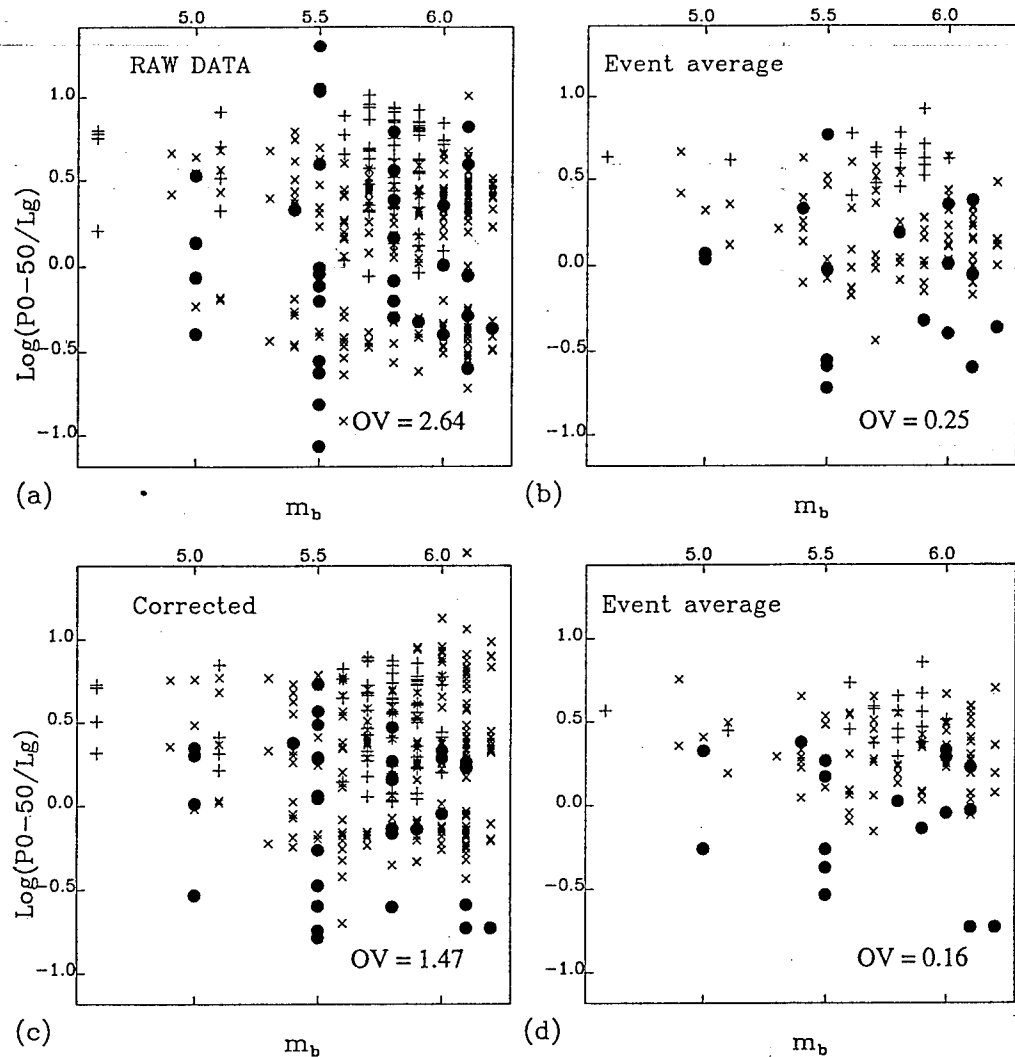 5.0 5.5 6.0
RAW DATA
1.0
0.5
0.0
-0.5
-1.0
Log(P0-50/Lg)
OV = 2.64
(a)
m_b
5.0 5.5 6.0
Event average
1.0
0.5
0.0
-0.5
-1.0
OV = 0.25
(b)
m_b
5.0 5.5 6.0
Corrected
1.0
0.5
0.0
-0.5
-1.0
Log(P0-50/Lg)
OV = 1.47
(c)
m_b
5.0 5.5 6.0
Event average
1.0
0.5
0.0
-0.5
-1.0
OV = 0.16
(d)
m_b